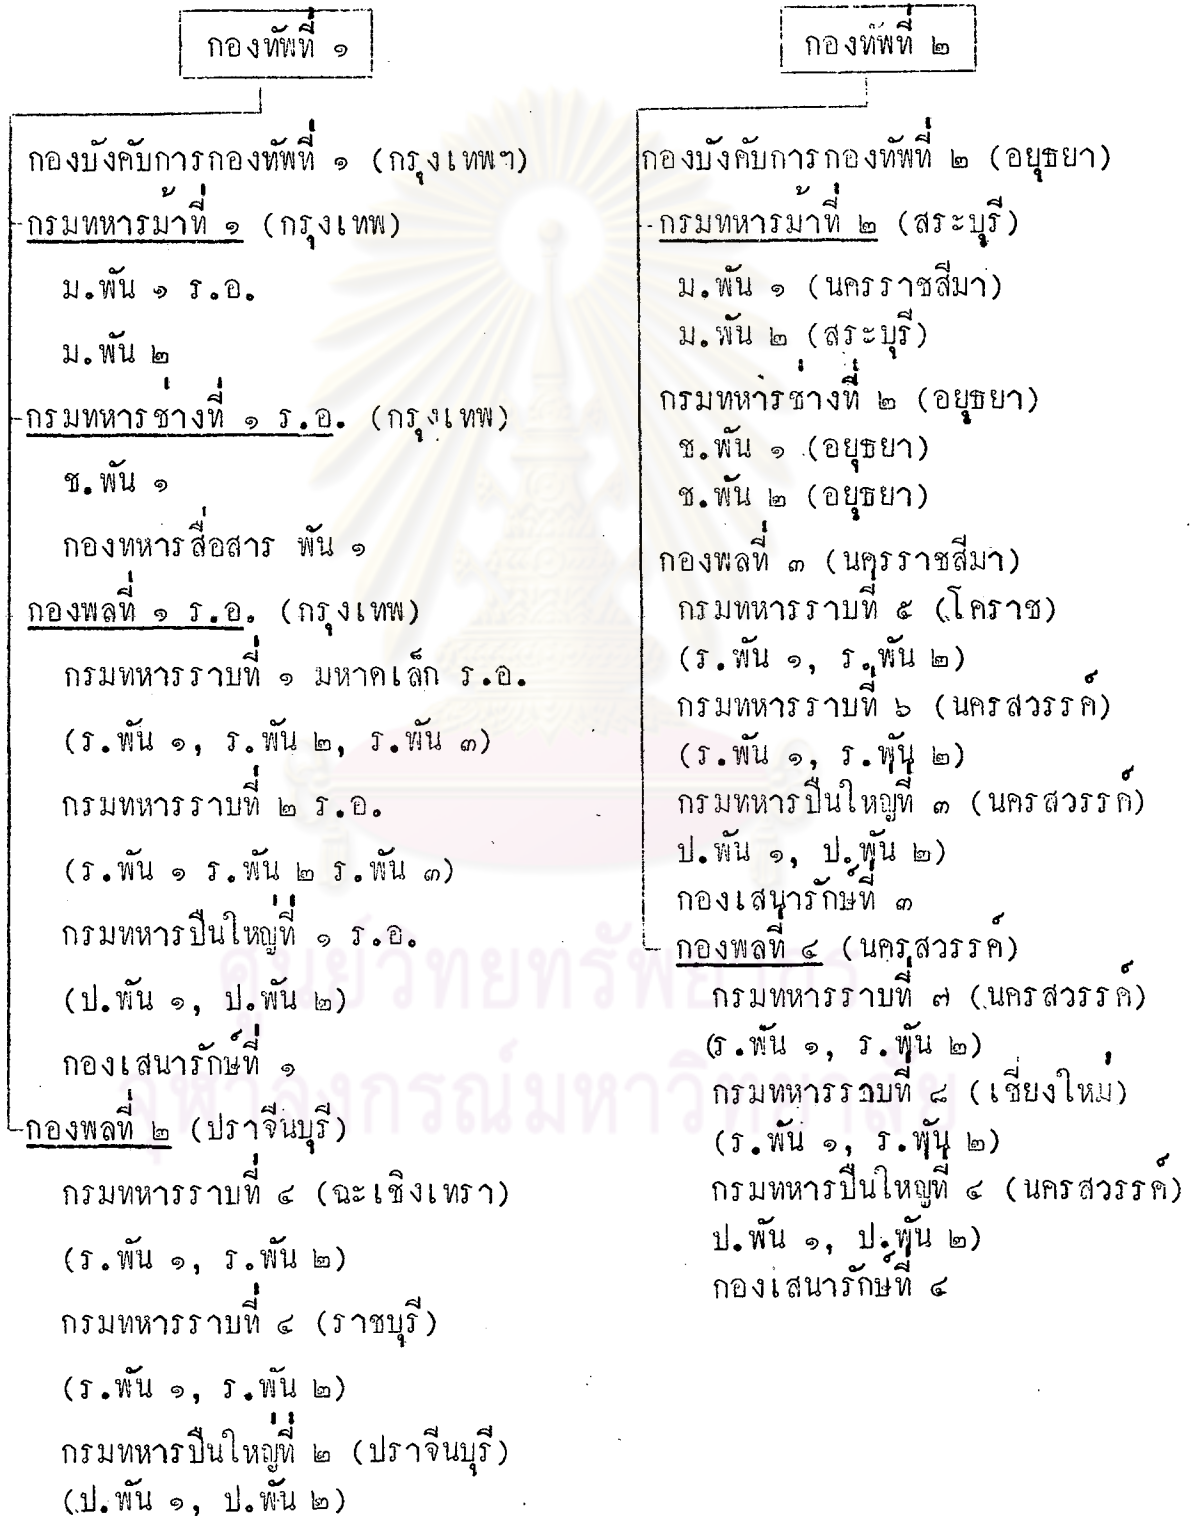 กองทัพที่ ๑
กองบังคับการกองทัพที่ ๑ (กรุงเทพฯ)
กรมทหารม้าที่ ๑ (กรุงเทพ)
ม.พัน ๑ ร.อ.
ม.พัน ๒
กรมทหารช่างที่ ๑ ร.อ. (กรุงเทพ)
ช.พัน ๑
กองทหารสื่อสาร พัน ๑
กองพลที่ ๑ ร.อ. (กรุงเทพ)
กรมทหารราบที่ ๑ มหาดเล็ก ร.อ.
(ร.พัน ๑, ร.พัน ๒, ร.พัน ๓)
กรมทหารราบที่ ๒ ร.อ.
(ร.พัน ๑ ร.พัน ๒ ร.พัน ๓)
กรมทหารปืนใหญ่ที่ ๑ ร.อ.
(ป.พัน ๑, ป.พัน ๒)
กองเสนารักษ์ที่ ๑
กองพลที่ ๒ (ปราจีนบุรี)
กรมทหารราบที่ ๔ (ฉะเชิงเทรา)
(ร.พัน ๑, ร.พัน ๒)
กรมทหารราบที่ ๔ (ราชบุรี)
(ร.พัน ๑, ร.พัน ๒)
กรมทหารปืนใหญ่ที่ ๒ (ปราจีนบุรี)
(ป.พัน ๑, ป.พัน ๒)
กองทัพที่ ๒
กองบังคับการกองทัพที่ ๒ (อยุธยา)
กรมทหารม้าที่ ๒ (สระบุรี)
ม.พัน ๑ (นครราชสีมา)
ม.พัน ๒ (สระบุรี)
กรมทหารช่างที่ ๒ (อยุธยา)
ช.พัน ๑ (อยุธยา)
ช.พัน ๒ (อยุธยา)
กองพลที่ ๓ (นครราชสีมา)
กรมทหารราบที่ ๕ (โคราช)
(ร.พัน ๑, ร.พัน ๒)
กรมทหารราบที่ ๖ (นครสวรรค์)
(ร.พัน ๑, ร.พัน ๒)
กรมทหารปืนใหญ่ที่ ๓ (นครสวรรค์)
ป.พัน ๑, ป.พัน ๒)
กองเสนารักษ์ที่ ๓
กองพลที่ ๔ (นครสวรรค์)
กรมทหารราบที่ ๗ (นครสวรรค์)
(ร.พัน ๑, ร.พัน ๒)
กรมทหารราบที่ ๘ (เชียงใหม่)
(ร.พัน ๑, ร.พัน ๒)
กรมทหารปืนใหญ่ที่ ๔ (นครสวรรค์)
ป.พัน ๑, ป.พัน ๒)
กองเสนารักษ์ที่ ๔
ศูนย์วิทยทรัพยากร
จุฬาลงกรณ์มหาวิทยาลัย